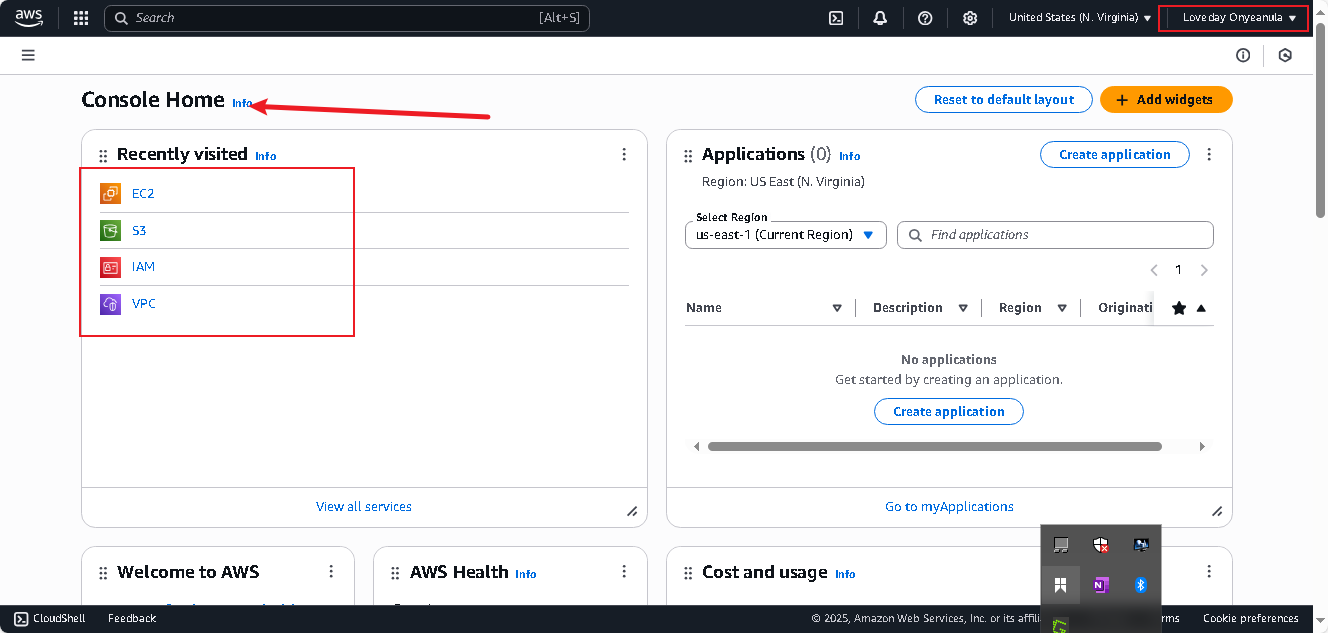 aws
Search [Alt+S]
United States (N. Virginia)
Loveday Onyeanula
Console Home Info
Reset to default layout
Add widgets
Recently visited Info
EC2
S3
IAM
VPC
View all services
Applications (0) Info
Create application
Region: US East (N. Virginia)
Select Region
us-east-1 (Current Region)
Find applications
1
Name
Description
Region
Originati
No applications
Get started by creating an application.
Create application
Go to myApplications
Welcome to AWS
AWS Health Info
Cost and usage Info
CloudShell
Feedback
© 2025, Amazon Web Services, Inc. or its affili
rms
Cookie preferences